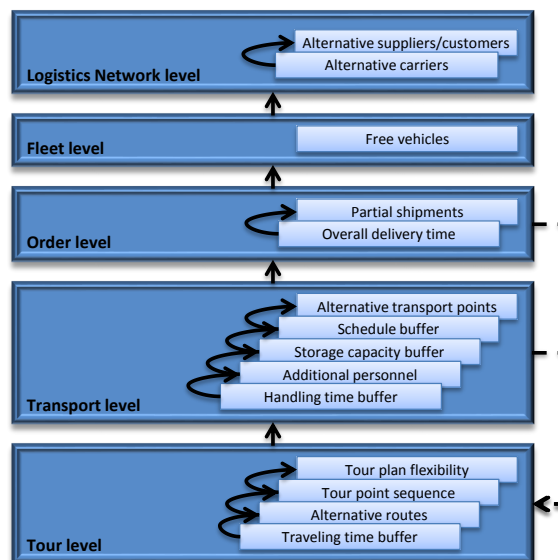 Alternative suppliers/customers
Alternative carriers
Logistics Network level
Free vehicles
Fleet level
Partial shipments
Overall delivery time
Order level
Alternative transport points
Schedule buffer
Storage capacity buffer
Additional personnel
Handling time buffer
Transport level
Tour plan flexibility
Tour point sequence
Alternative routes
Traveling time buffer
Tour level